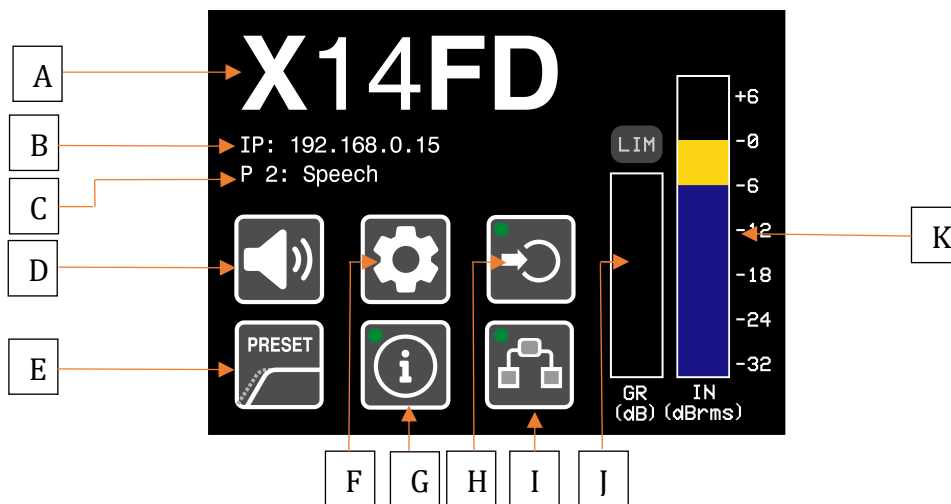 A
X14FD
+6
B
IP: 192.168.0.15
LIM
-0
C
P 2: Speech
-6
-12
K
D
-18
-24
E
PRESET
i
-32
GR
(dB)
IN
(dBrms)
F
G
H
I
J